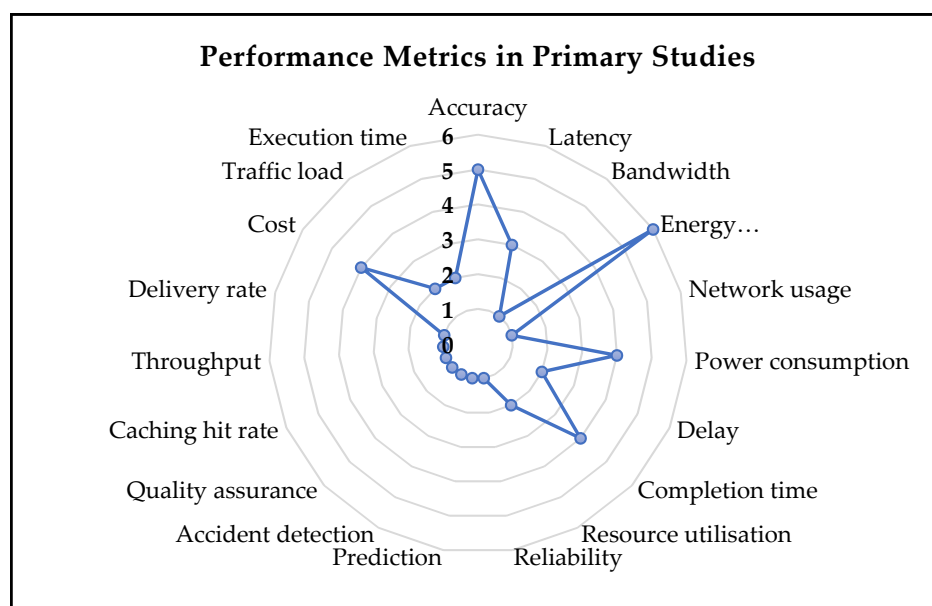 Performance Metrics in Primary Studies
Accuracy
Execution time
Latency
Traffic load
Bandwidth
Cost
Energy…
Delivery rate
Network usage
Throughput
Power consumption
Caching hit rate
Delay
Quality assurance
Completion time
Accident detection
Resource utilisation
Prediction
Reliability
6
5
4
3
2
1
0